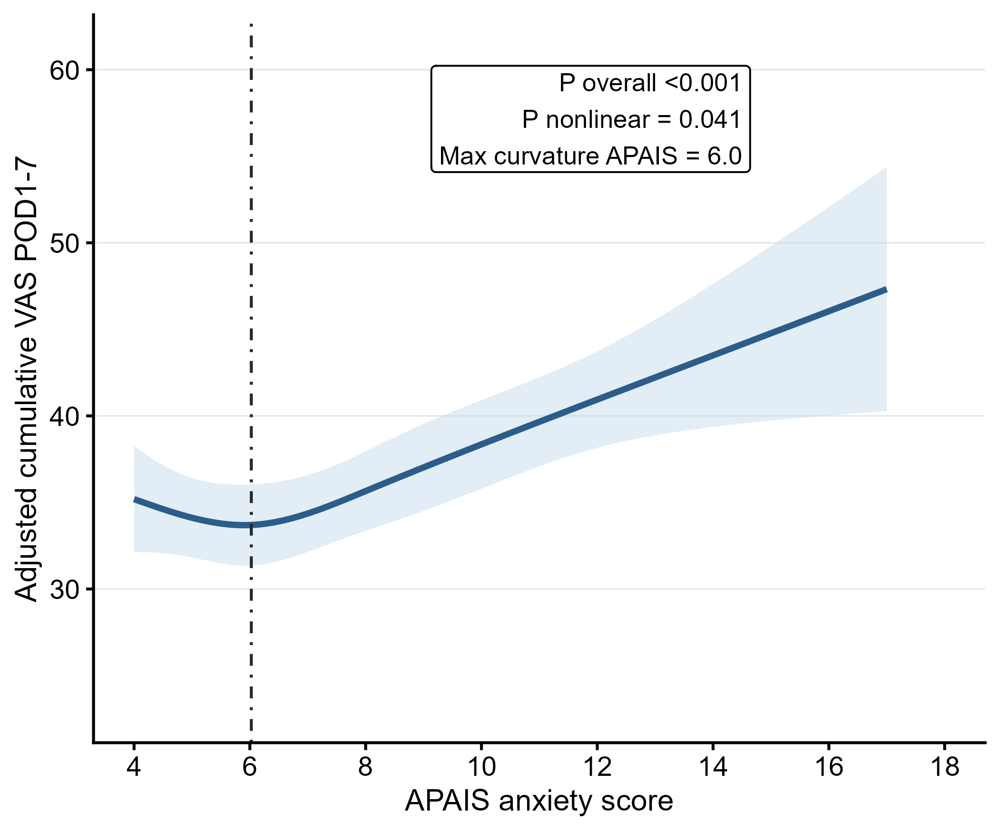 60
50
40
30
Adjusted cumulative VAS POD1-7
P overall <0.001
P nonlinear = 0.041
Max curvature APAIS = 6.0
4 6 8 10 12 14 16 18
APAIS anxiety score